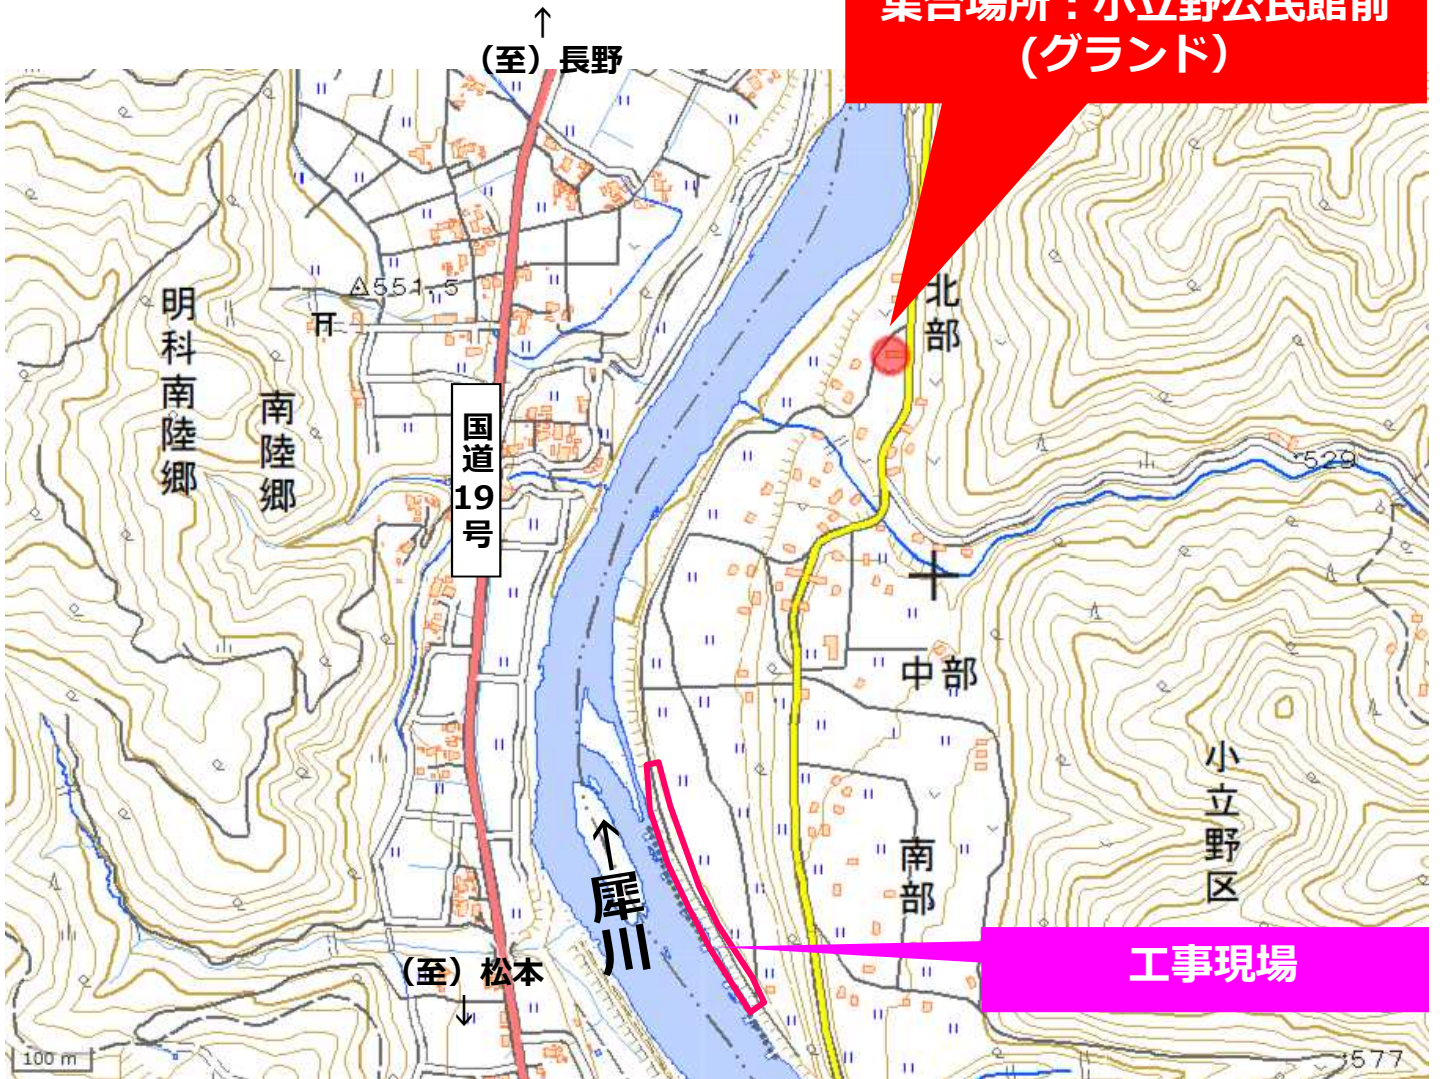 ↑
（至）長野
集合場所：小立野公民館前
(グランド）
551.5
北部
明科南陸郷
南陸郷
国道19号
529
中部
小立野区
南部
↑犀川
工事現場
（至）松本
↓
100 m
577